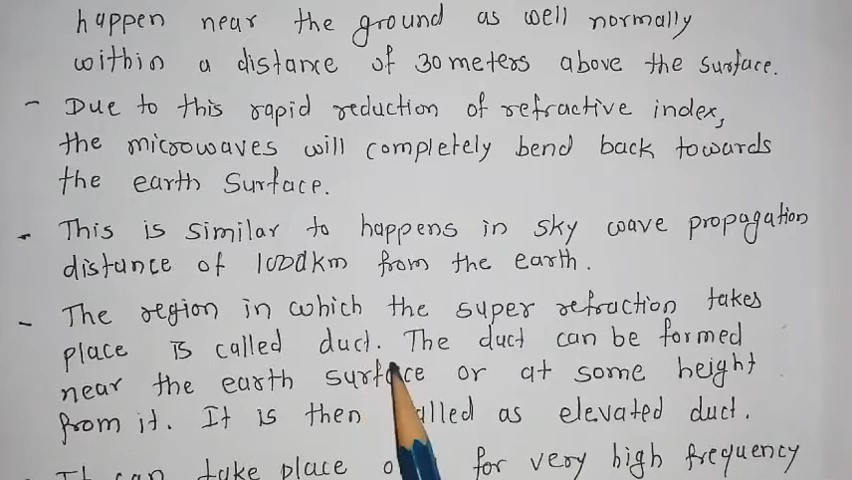 happen near the ground as well normally
within a distance of 30 meters above the surface.
- Due to this rapid reduction of refractive index,
the microwaves will completely bend back towards
the earth Surface.
- This is similar to happens in sky wave propagation
distance of 1000km from the earth.
- The region in which the super refraction takes
place is called duct. The duct can be formed
near the earth surface or at some height
from it. It is then called as elevated duct.
It can take place for very high frequency